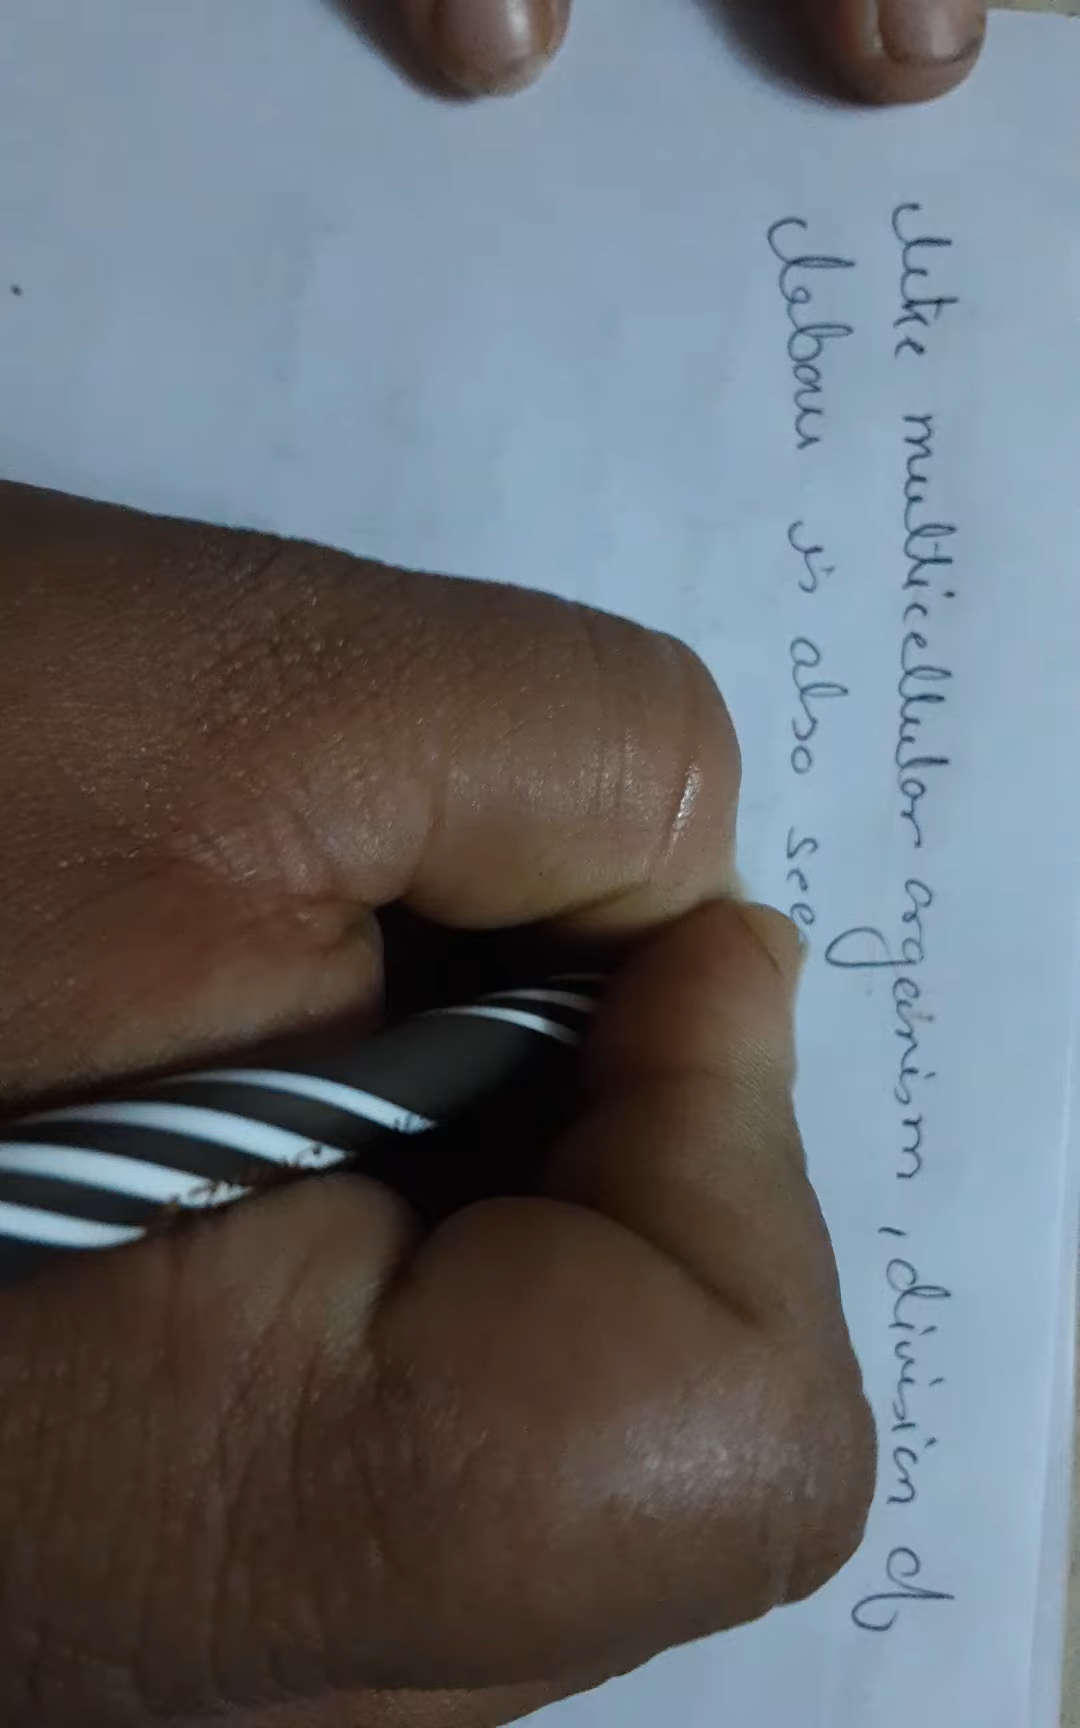 like multicellular organism , division of
labour is also see